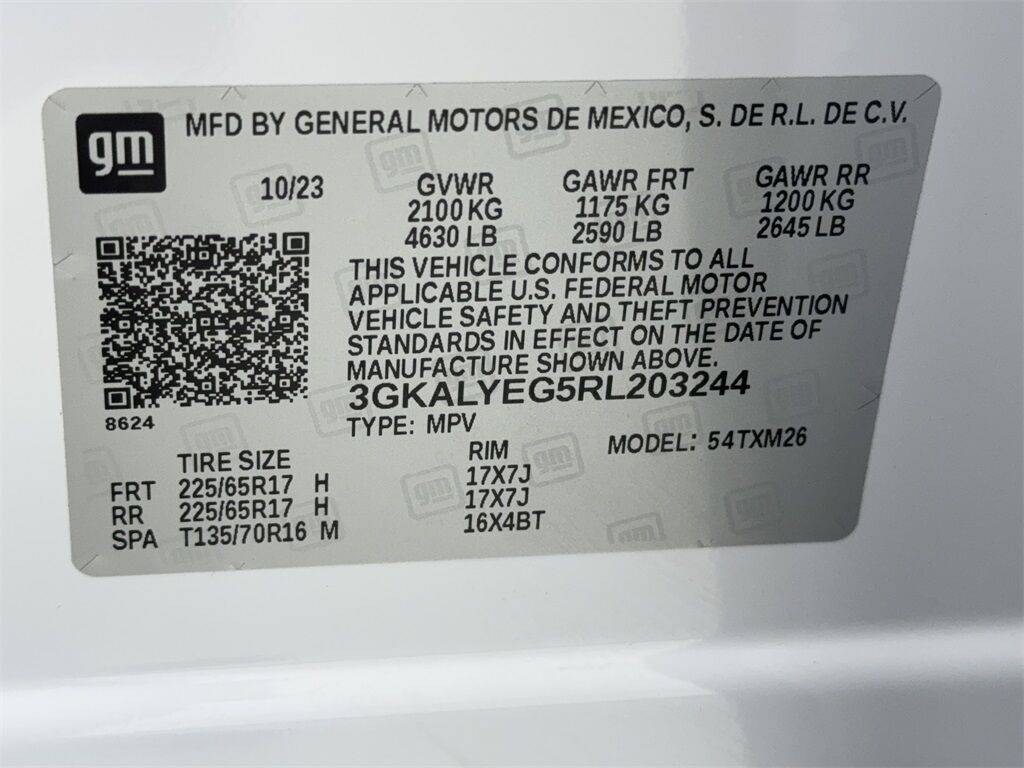 gm MFD BY GENERAL MOTORS DE MEXICO, S. DE R.L. DE C.V.
10/23 GVWR GAWR FRT GAWR RR
2100 KG 1175 KG 1200 KG
4630 LB 2590 LB 2645 LB
THIS VEHICLE CONFORMS TO ALL
APPLICABLE U.S. FEDERAL MOTOR
VEHICLE SAFETY AND THEFT PREVENTION
STANDARDS IN EFFECT ON THE DATE OF
MANUFACTURE SHOWN ABOVE.
3GKALYEG5RL203244
8624
TYPE: MPV MODEL: 54TXM26
TIRE SIZE RIM
FRT 225/65R17 H 17X7J
RR 225/65R17 H 17X7J
SPA T135/70R16 M 16X4BT